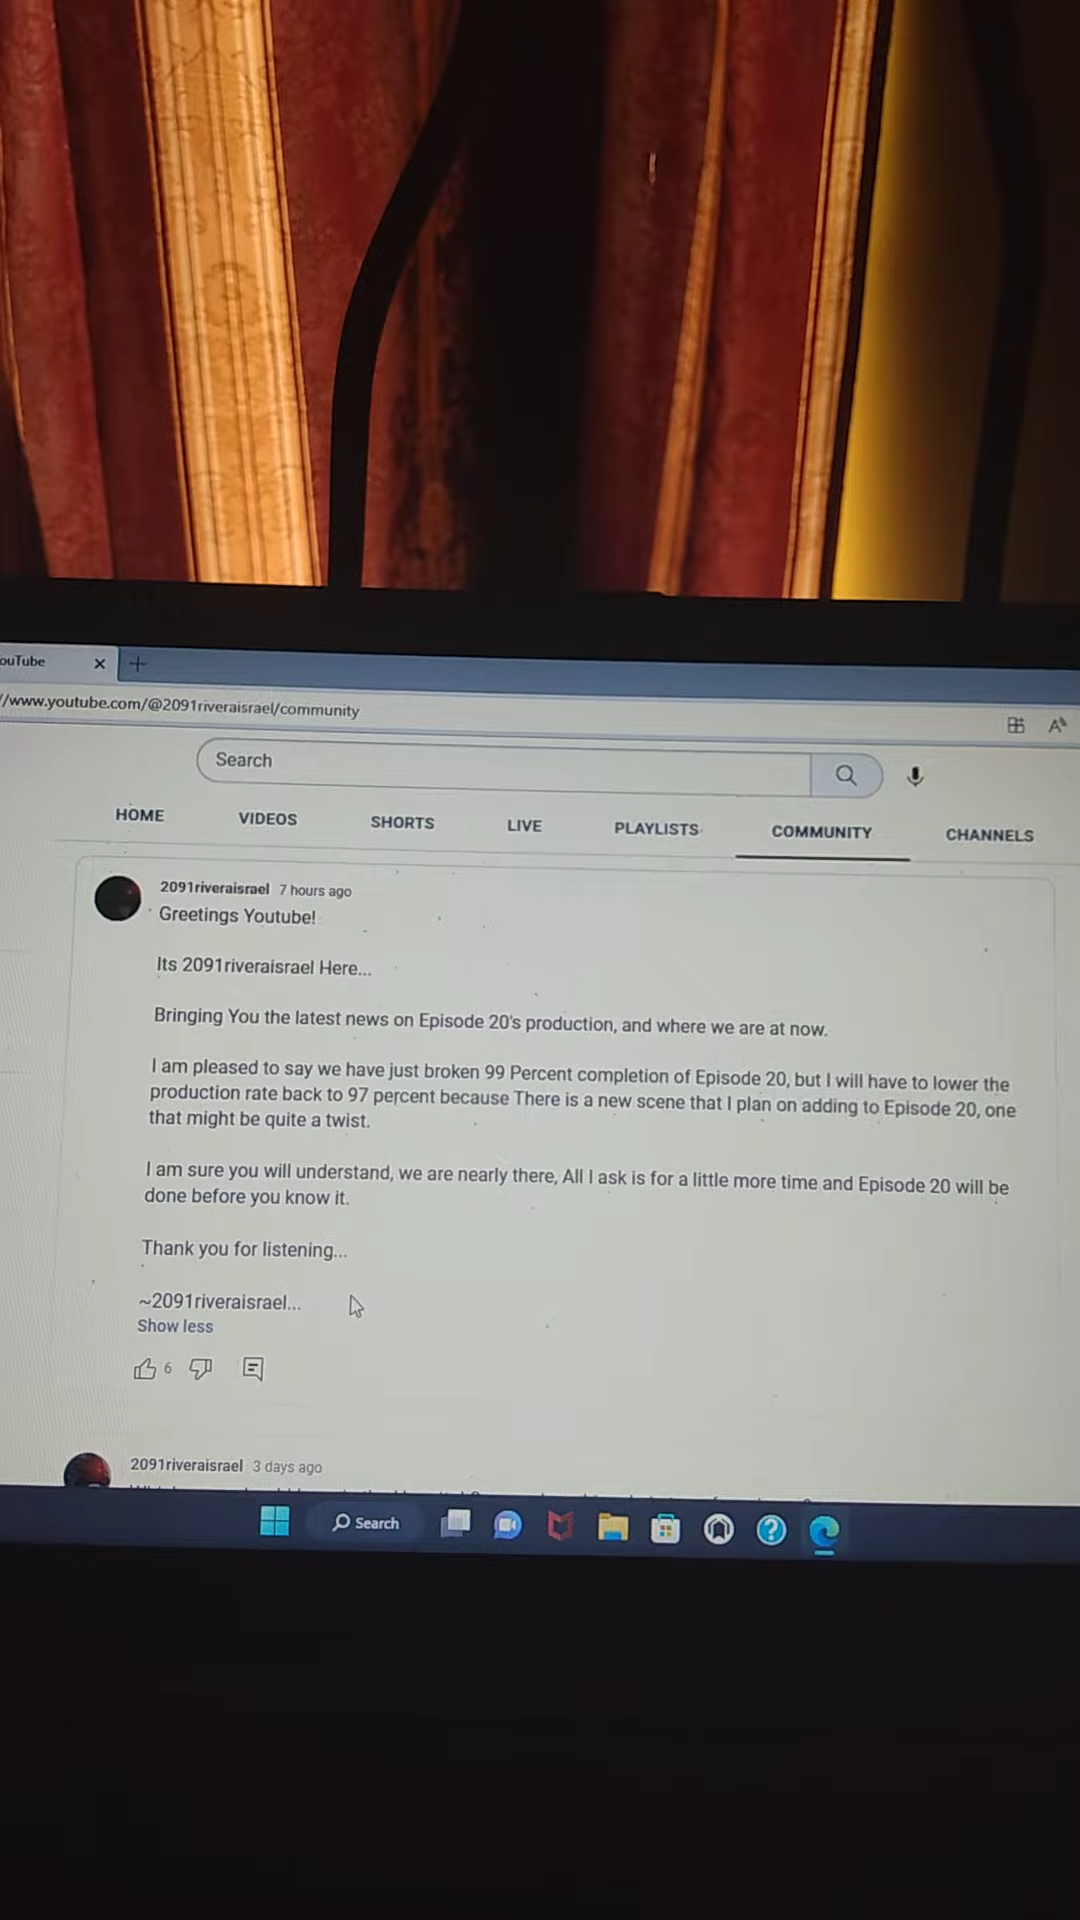 ouTube
//www.youtube.com/@2091riveraisrael/community
Search
HOME VIDEOS SHORTS LIVE PLAYLISTS COMMUNITY CHANNELS
2091riveraisrael 7 hours ago
Greetings Youtube!
Its 2091riveraisrael Here...
Bringing You the latest news on Episode 20's production, and where we are at now.
I am pleased to say we have just broken 99 Percent completion of Episode 20, but I will have to lower the
production rate back to 97 percent because There is a new scene that I plan on adding to Episode 20, one
that might be quite a twist.
I am sure you will understand, we are nearly there, All I ask is for a little more time and Episode 20 will be
done before you know it.
Thank you for listening...
~2091riveraisrael...
Show less
6
2091riveraisrael 3 days ago
Search